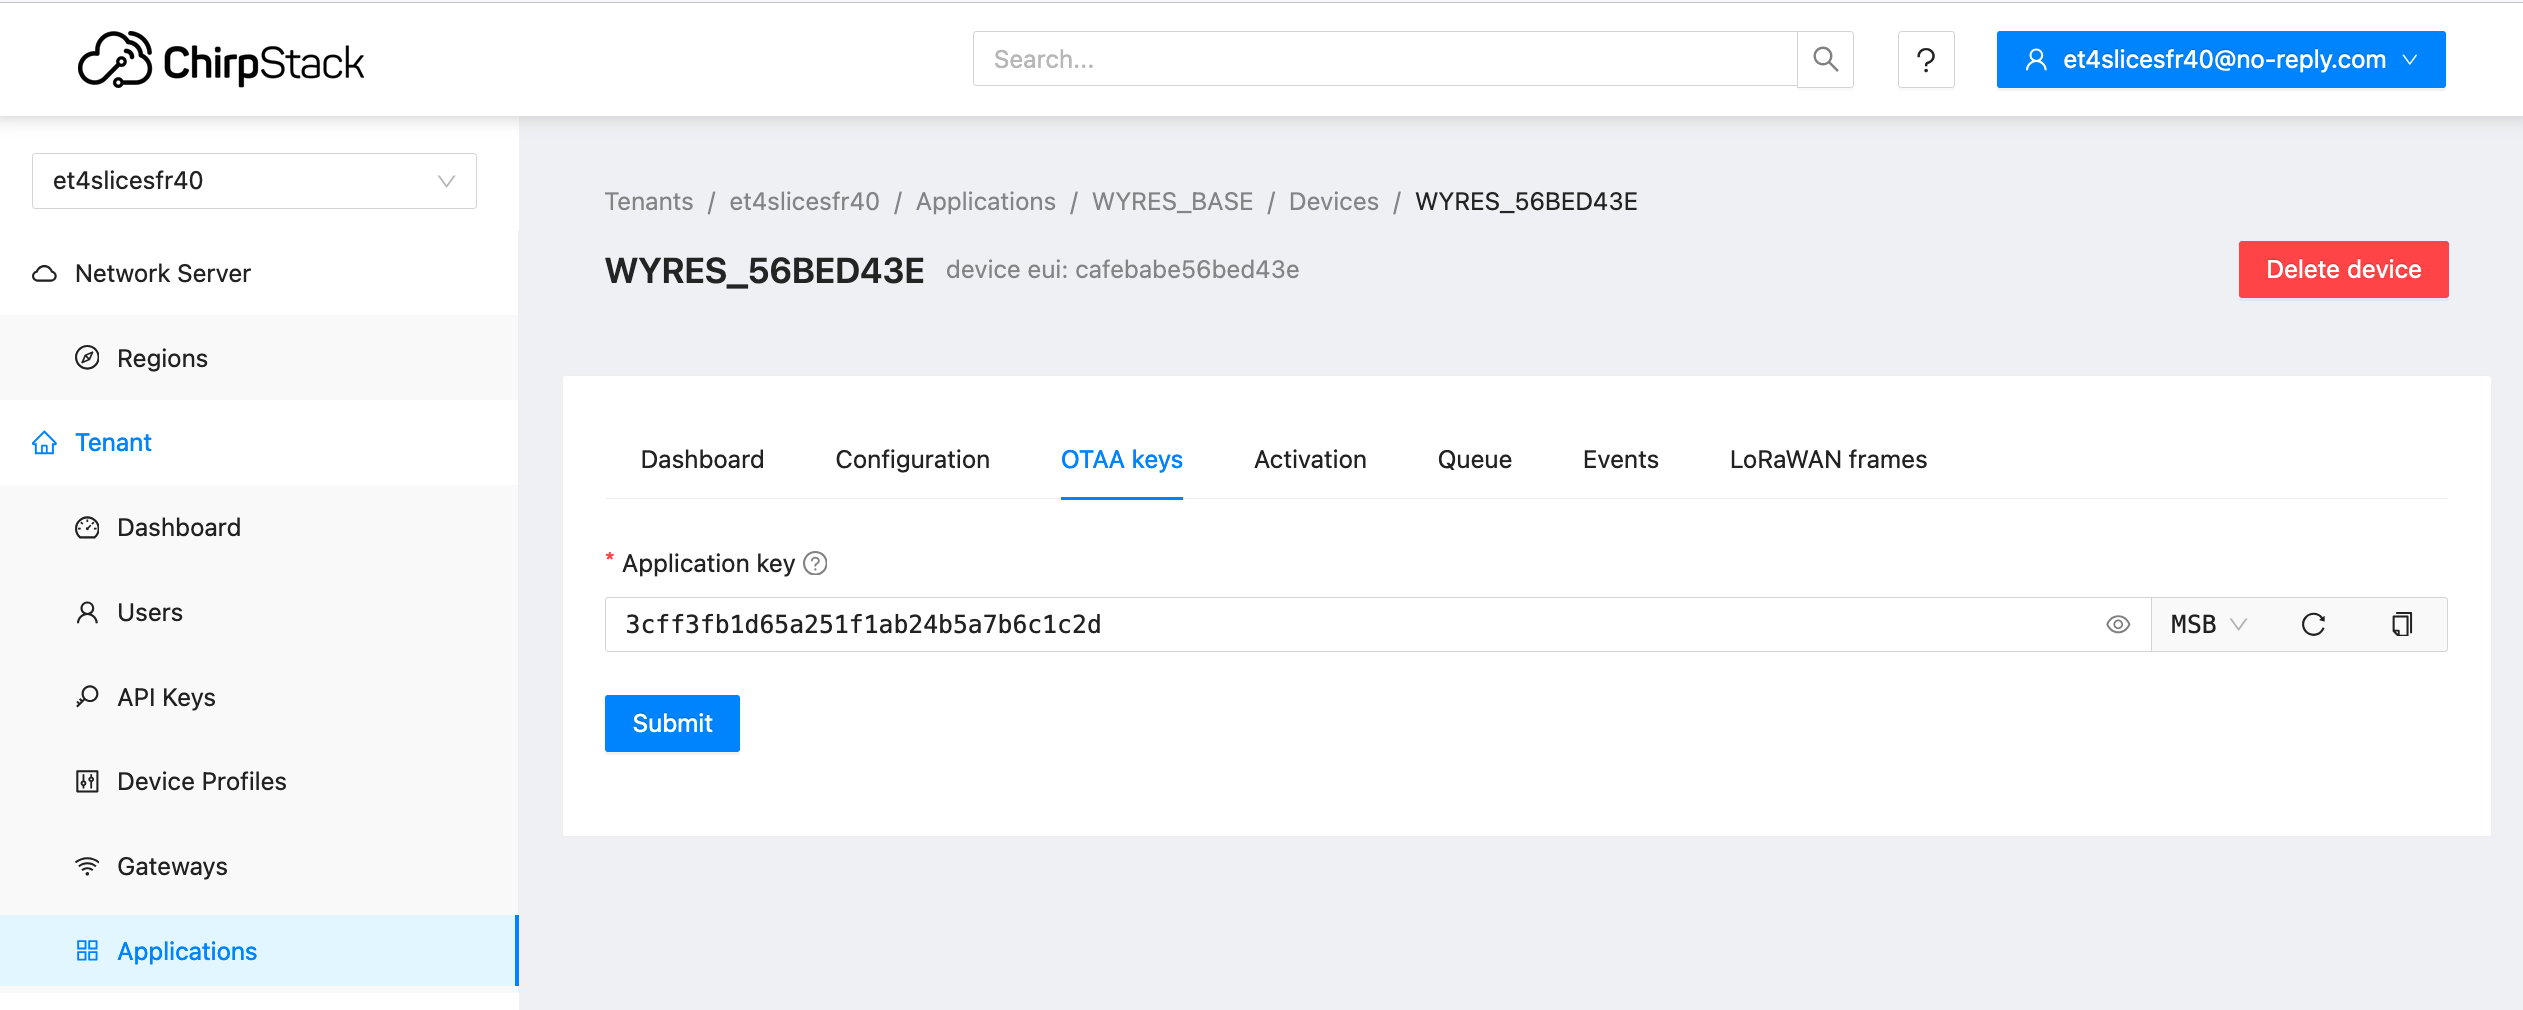 ChirpStack
Search...
?
et4slicesfr40@no-reply.com
et4slicesfr40
Network Server
Regions
Tenant
Dashboard
Users
API Keys
Device Profiles
Gateways
Applications
Tenants / et4slicesfr40 / Applications / WYRES_BASE / Devices / WYRES_56BED43E
WYRES_56BED43E device eui: cafebabe56bed43e
Delete device
Dashboard Configuration OTAA keys Activation Queue Events LoRaWAN frames
* Application key ?
3cff3fb1d65a251f1ab24b5a7b6c1c2d MSB
Submit